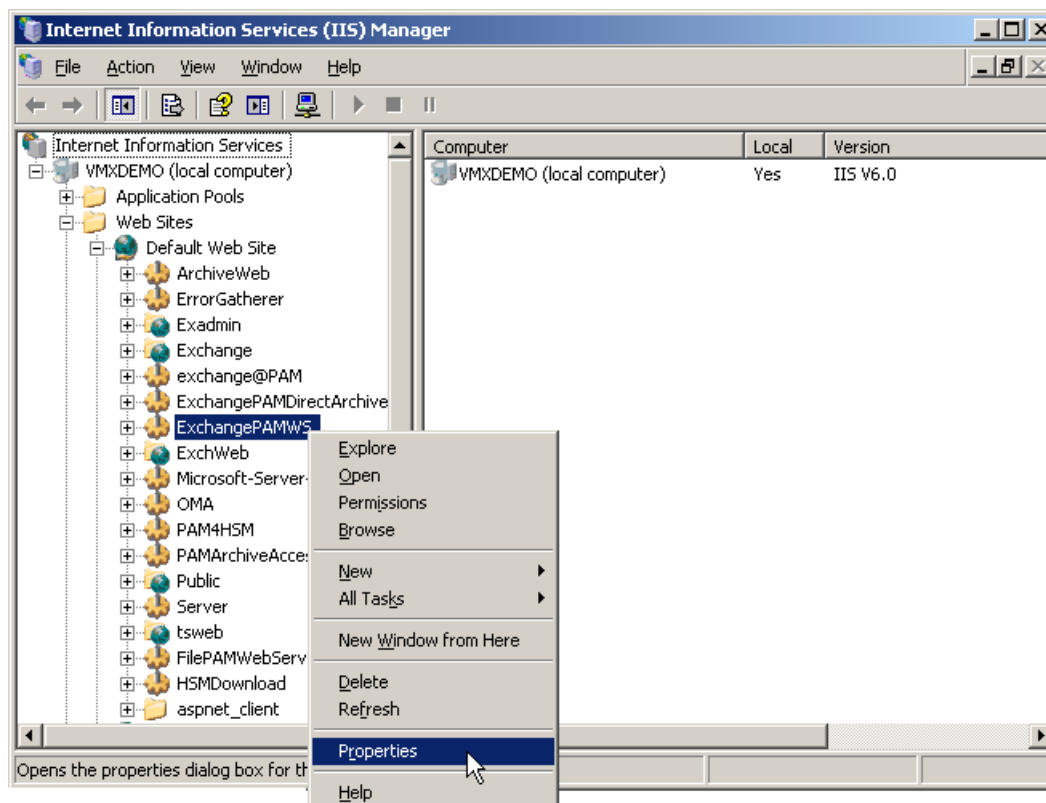 Internet Information Services (IIS) Manager
File Action View Window Help
Internet Information Services
Computer Local Version
VMXDEMO (local computer)
VMXDEMO (local computer) Yes IIS V6.0
Application Pools
Web Sites
Default Web Site
ArchiveWeb
ErrorGatherer
Exadmin
Exchange
exchange@PAM
ExchangePAMDirectArchive
ExchangePAMWS
ExchWeb
Microsoft-Server-
OMA
PAM4HSM
PAMArchiveAcce
Public
Server
tsweb
FilePAMWebServ
HSMDownload
aspnet_client
Explore
Open
Permissions
Browse
New
All Tasks
New Window from Here
Delete
Refresh
Properties
Help
Opens the properties dialog box for th